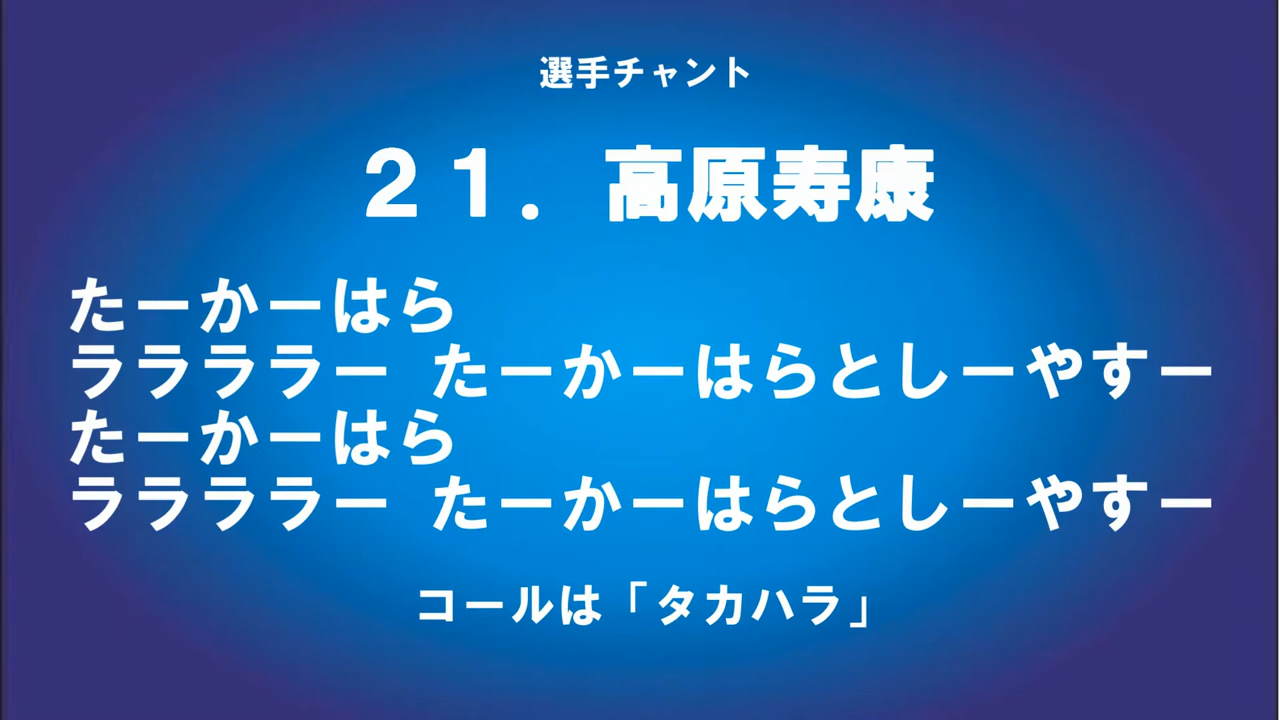 選手チャント
２１．高原寿康
たーかーはら
ララララー たーかーはらとしーやすー
たーかーはら
ララララー たーかーはらとしーやすー
コールは「タカハラ」